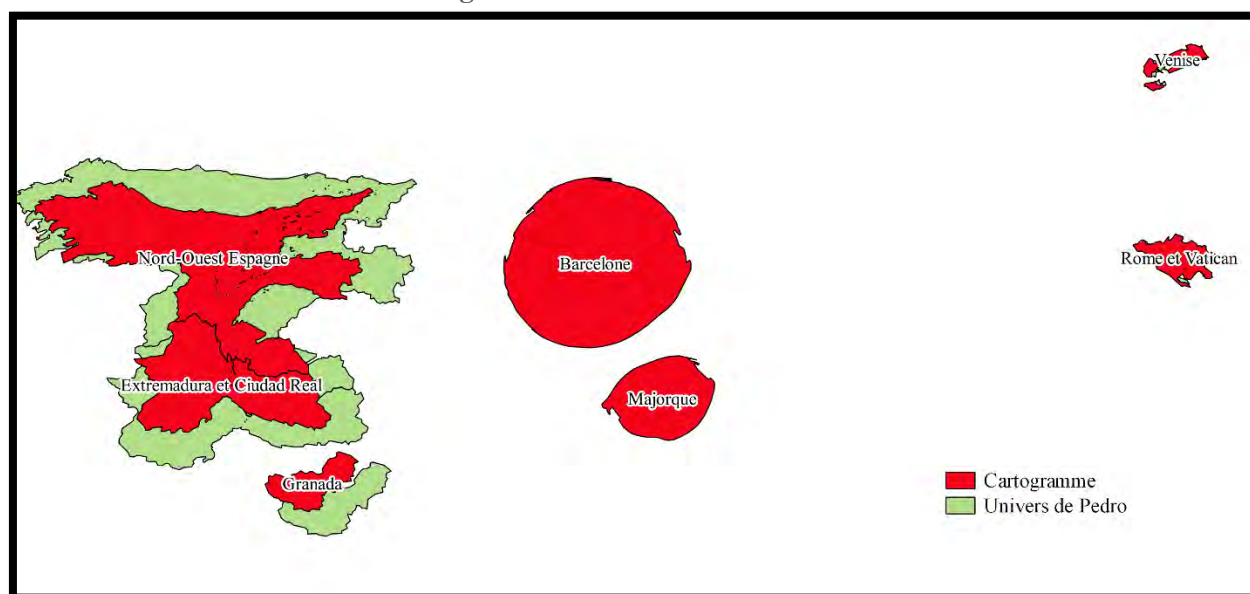 Venise
Nord-Ouest Espagne
Barcelone
Rome et Vatican
Extremadura et Ciudad Real
Majorque
Granada
Cartogramme
Univers de Pedro